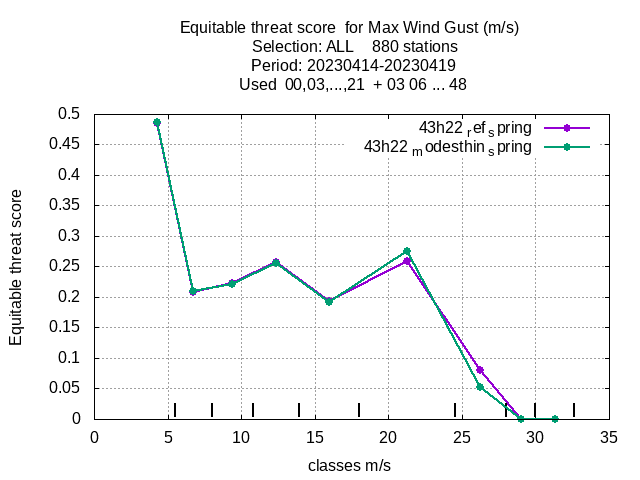 Equitable threat score  for Max Wind Gust (m/s)
Selection: ALL    880 stations
Period: 20230414-20230419
Used  00,03,...,21  + 03 06 ... 48
43h22 ref spring
43h22 modesthin spring
Equitable threat score
0.5
0.45
0.4
0.35
0.3
0.25
0.2
0.15
0.1
0.05
0
0 5 10 15 20 25 30 35
classes m/s